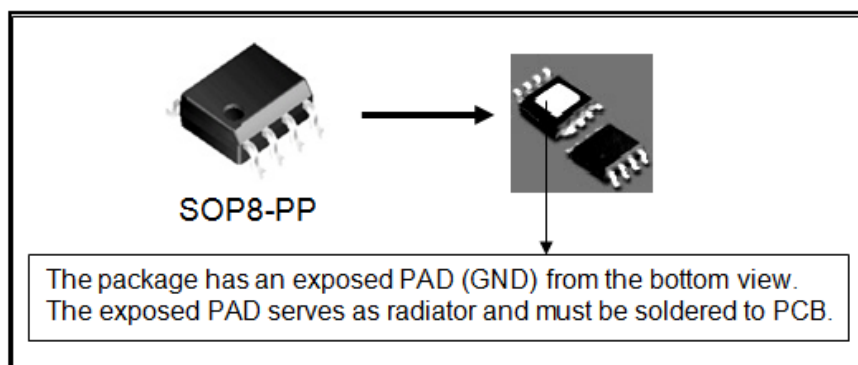 SOP8-PP
The package has an exposed PAD (GND) from the bottom view.
The exposed PAD serves as radiator and must be soldered to PCB.